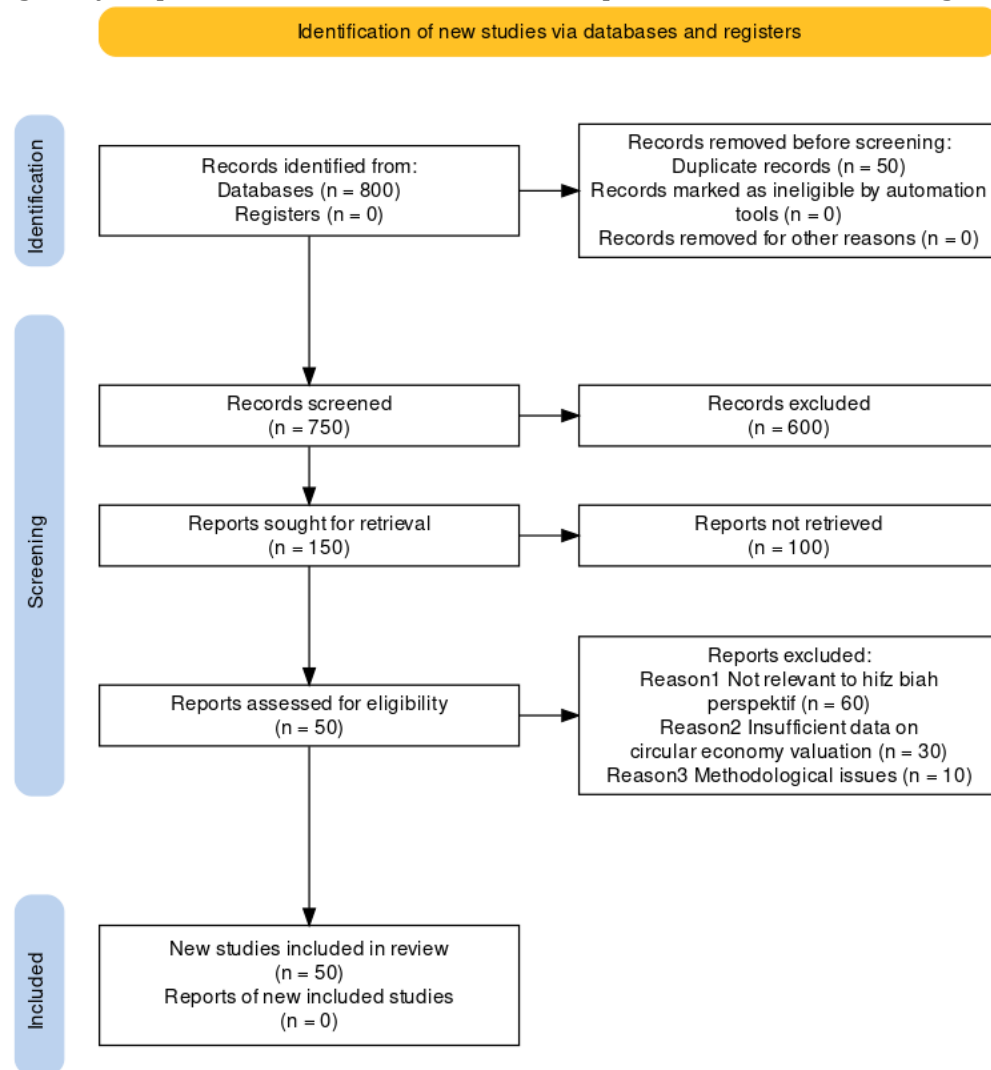 Identification of new studies via databases and registers
Identification
Records identified from:
Databases (n = 800)
Registers (n = 0)
Records removed before screening:
Duplicate records (n = 50)
Records marked as ineligible by automation
tools (n = 0)
Records removed for other reasons (n = 0)
Screening
Records screened
(n = 750)
Records excluded
(n = 600)
Reports sought for retrieval
(n = 150)
Reports not retrieved
(n = 100)
Reports assessed for eligibility
(n = 50)
Reports excluded:
Reason1 Not relevant to hifz biah
perspektif (n = 60)
Reason2 Insufficient data on
circular economy valuation (n = 30)
Reason3 Methodological issues (n = 10)
Included
New studies included in review
(n = 50)
Reports of new included studies
(n = 0)